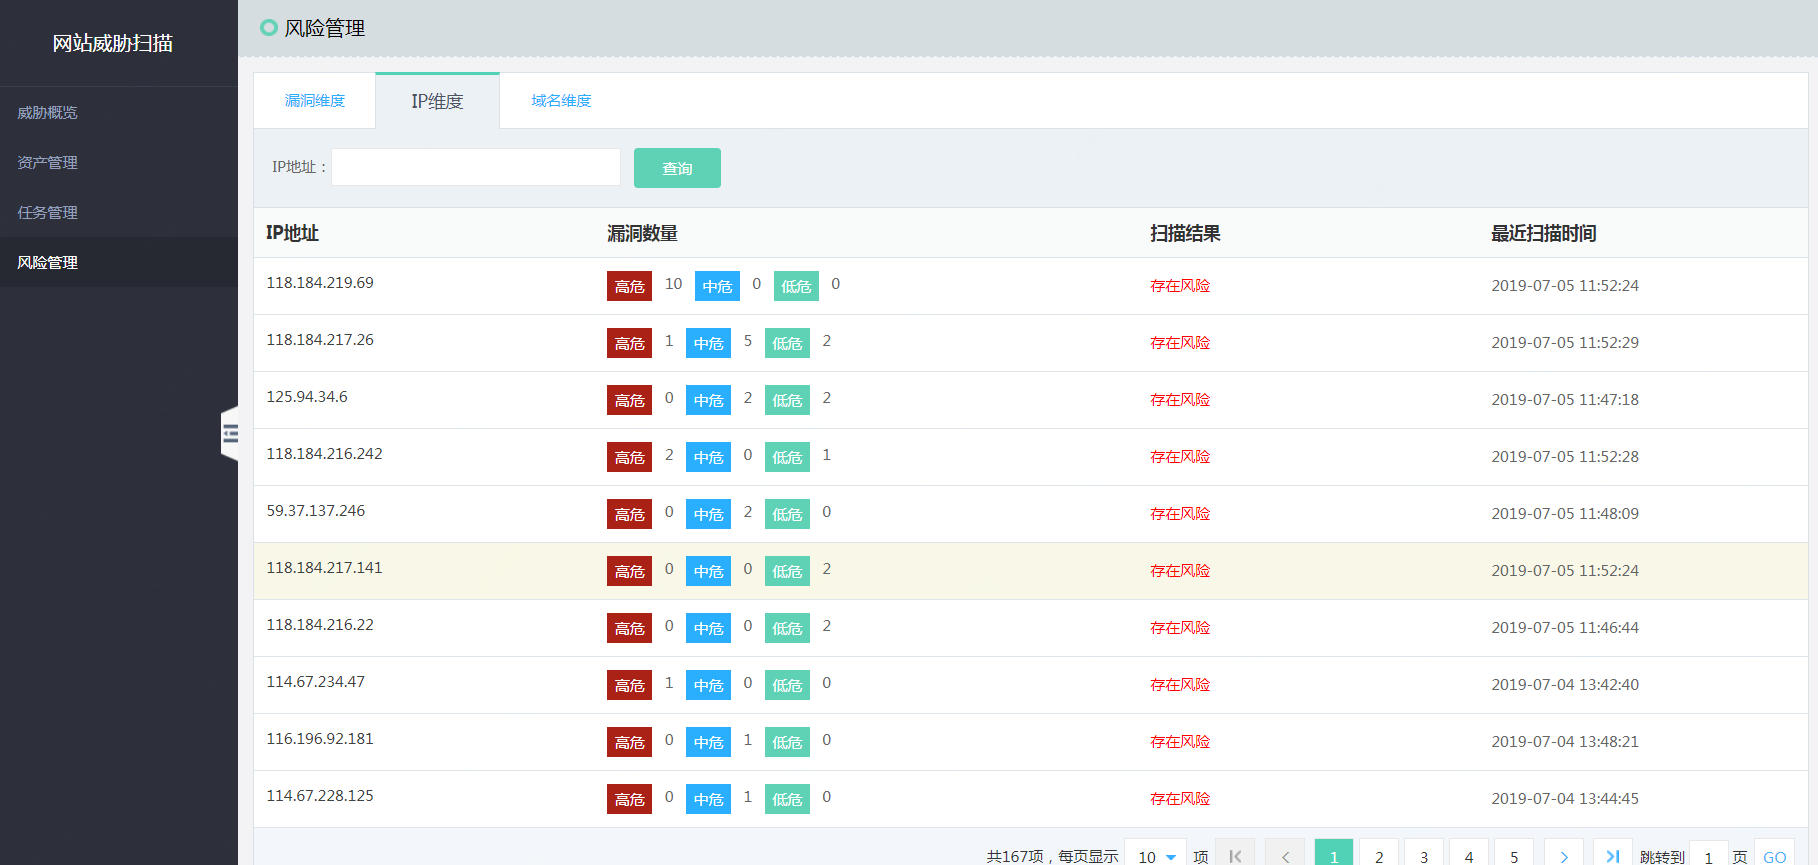 网站威胁扫描
威胁概览
资产管理
任务管理
风险管理
风险管理
漏洞维度 IP维度 域名维度
IP地址： 查询
IP地址 漏洞数量 扫描结果 最近扫描时间
118.184.219.69 高危 10 中危 0 低危 0 存在风险 2019-07-05 11:52:24
118.184.217.26 高危 1 中危 5 低危 2 存在风险 2019-07-05 11:52:29
125.94.34.6 高危 0 中危 2 低危 2 存在风险 2019-07-05 11:47:18
118.184.216.242 高危 2 中危 0 低危 1 存在风险 2019-07-05 11:52:28
59.37.137.246 高危 0 中危 2 低危 0 存在风险 2019-07-05 11:48:09
118.184.217.141 高危 0 中危 0 低危 2 存在风险 2019-07-05 11:52:24
118.184.216.22 高危 0 中危 0 低危 2 存在风险 2019-07-05 11:46:44
114.67.234.47 高危 1 中危 0 低危 0 存在风险 2019-07-04 13:42:40
116.196.92.181 高危 0 中危 1 低危 0 存在风险 2019-07-04 13:48:21
114.67.228.125 高危 0 中危 1 低危 0 存在风险 2019-07-04 13:44:45
共167项，每页显示 10 项 1 2 3 4 5 跳转到 1 页 GO